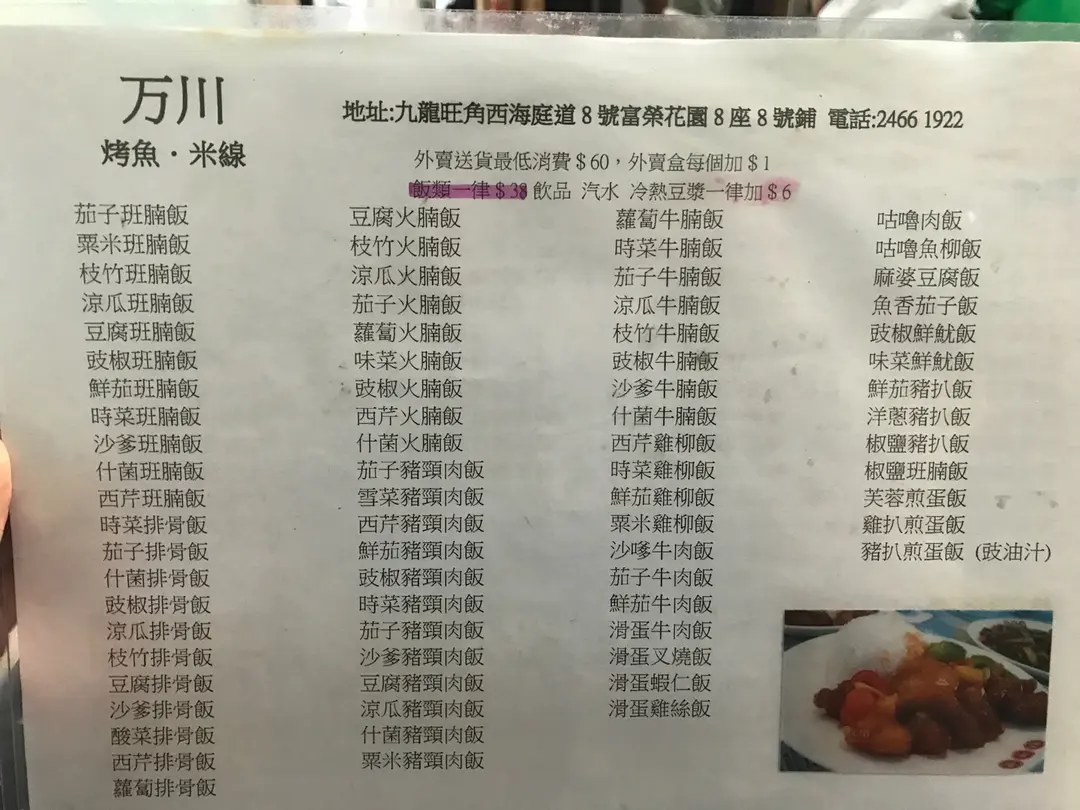 万川
烤魚·米線
地址:九龍旺角西海庭道8號富榮花園8座8號鋪 電話:2466 1922
外賣送貨最低消費$60，外賣盒每個加$1
飯類一律$38 飲品 汽水 冷熱豆漿一律加$6
茄子班腩飯
粟米班腩飯
枝竹班腩飯
涼瓜班腩飯
豆腐班腩飯
豉椒班腩飯
鮮茄班腩飯
時菜班腩飯
沙爹班腩飯
什菌班腩飯
西芹班腩飯
時菜排骨飯
茄子排骨飯
什菌排骨飯
豉椒排骨飯
涼瓜排骨飯
枝竹排骨飯
豆腐排骨飯
沙爹排骨飯
酸菜排骨飯
西芹排骨飯
蘿蔔排骨飯
豆腐火腩飯
枝竹火腩飯
涼瓜火腩飯
茄子火腩飯
蘿蔔火腩飯
味菜火腩飯
豉椒火腩飯
西芹火腩飯
什菌火腩飯
茄子豬頸肉飯
雪菜豬頸肉飯
西芹豬頸肉飯
鮮茄豬頸肉飯
豉椒豬頸肉飯
時菜豬頸肉飯
茄子豬頸肉飯
沙爹豬頸肉飯
豆腐豬頸肉飯
涼瓜豬頸肉飯
什菌豬頸肉飯
粟米豬頸肉飯
蘿蔔牛腩飯
時菜牛腩飯
茄子牛腩飯
涼瓜牛腩飯
枝竹牛腩飯
豉椒牛腩飯
沙爹牛腩飯
什菌牛腩飯
西芹雞柳飯
時菜雞柳飯
鮮茄雞柳飯
粟米雞柳飯
沙嗲牛肉飯
茄子牛肉飯
鮮茄牛肉飯
滑蛋牛肉飯
滑蛋叉燒飯
滑蛋蝦仁飯
滑蛋雞絲飯
咕嚕肉飯
咕嚕魚柳飯
麻婆豆腐飯
魚香茄子飯
豉椒鮮魷飯
味菜鮮魷飯
鮮茄豬扒飯
洋蔥豬扒飯
椒鹽豬扒飯
椒鹽班腩飯
芙蓉煎蛋飯
雞扒煎蛋飯
豬扒煎蛋飯 (豉油汁)